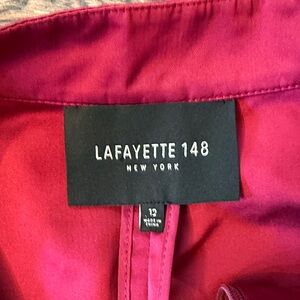 LAFAYETTE 148
NEW YORK
12
MADE IN
CHINA